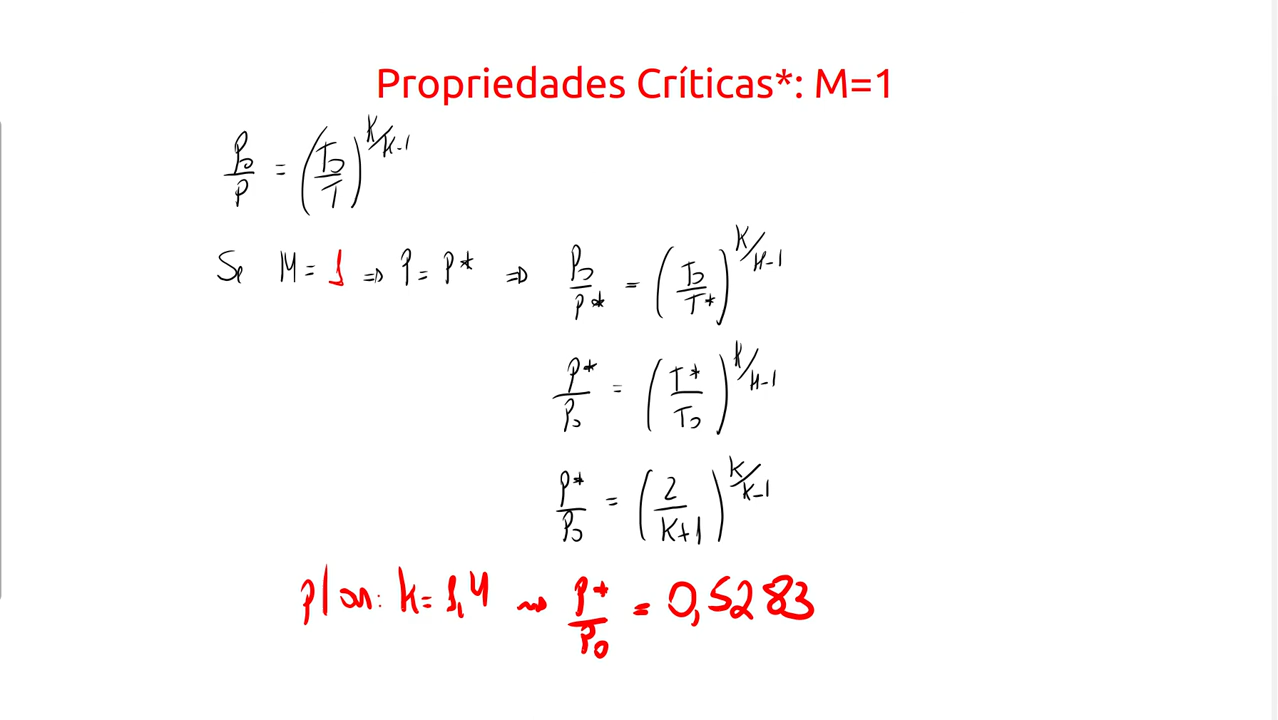 Propriedades Críticas*: M=1
P₀/P = (T₀/T)^(K/K-1)
Se M = 1 ⇒ P = P* ⇒ P₀/P* = (T₀/T*)^(K/K-1)
P*/P₀ = (T*/T₀)^(K/K-1)
P*/P₀ = (2/K+1)^(K/K-1)
p/ ar: k = 1,4 ⇝ P*/P₀ = 0,5283